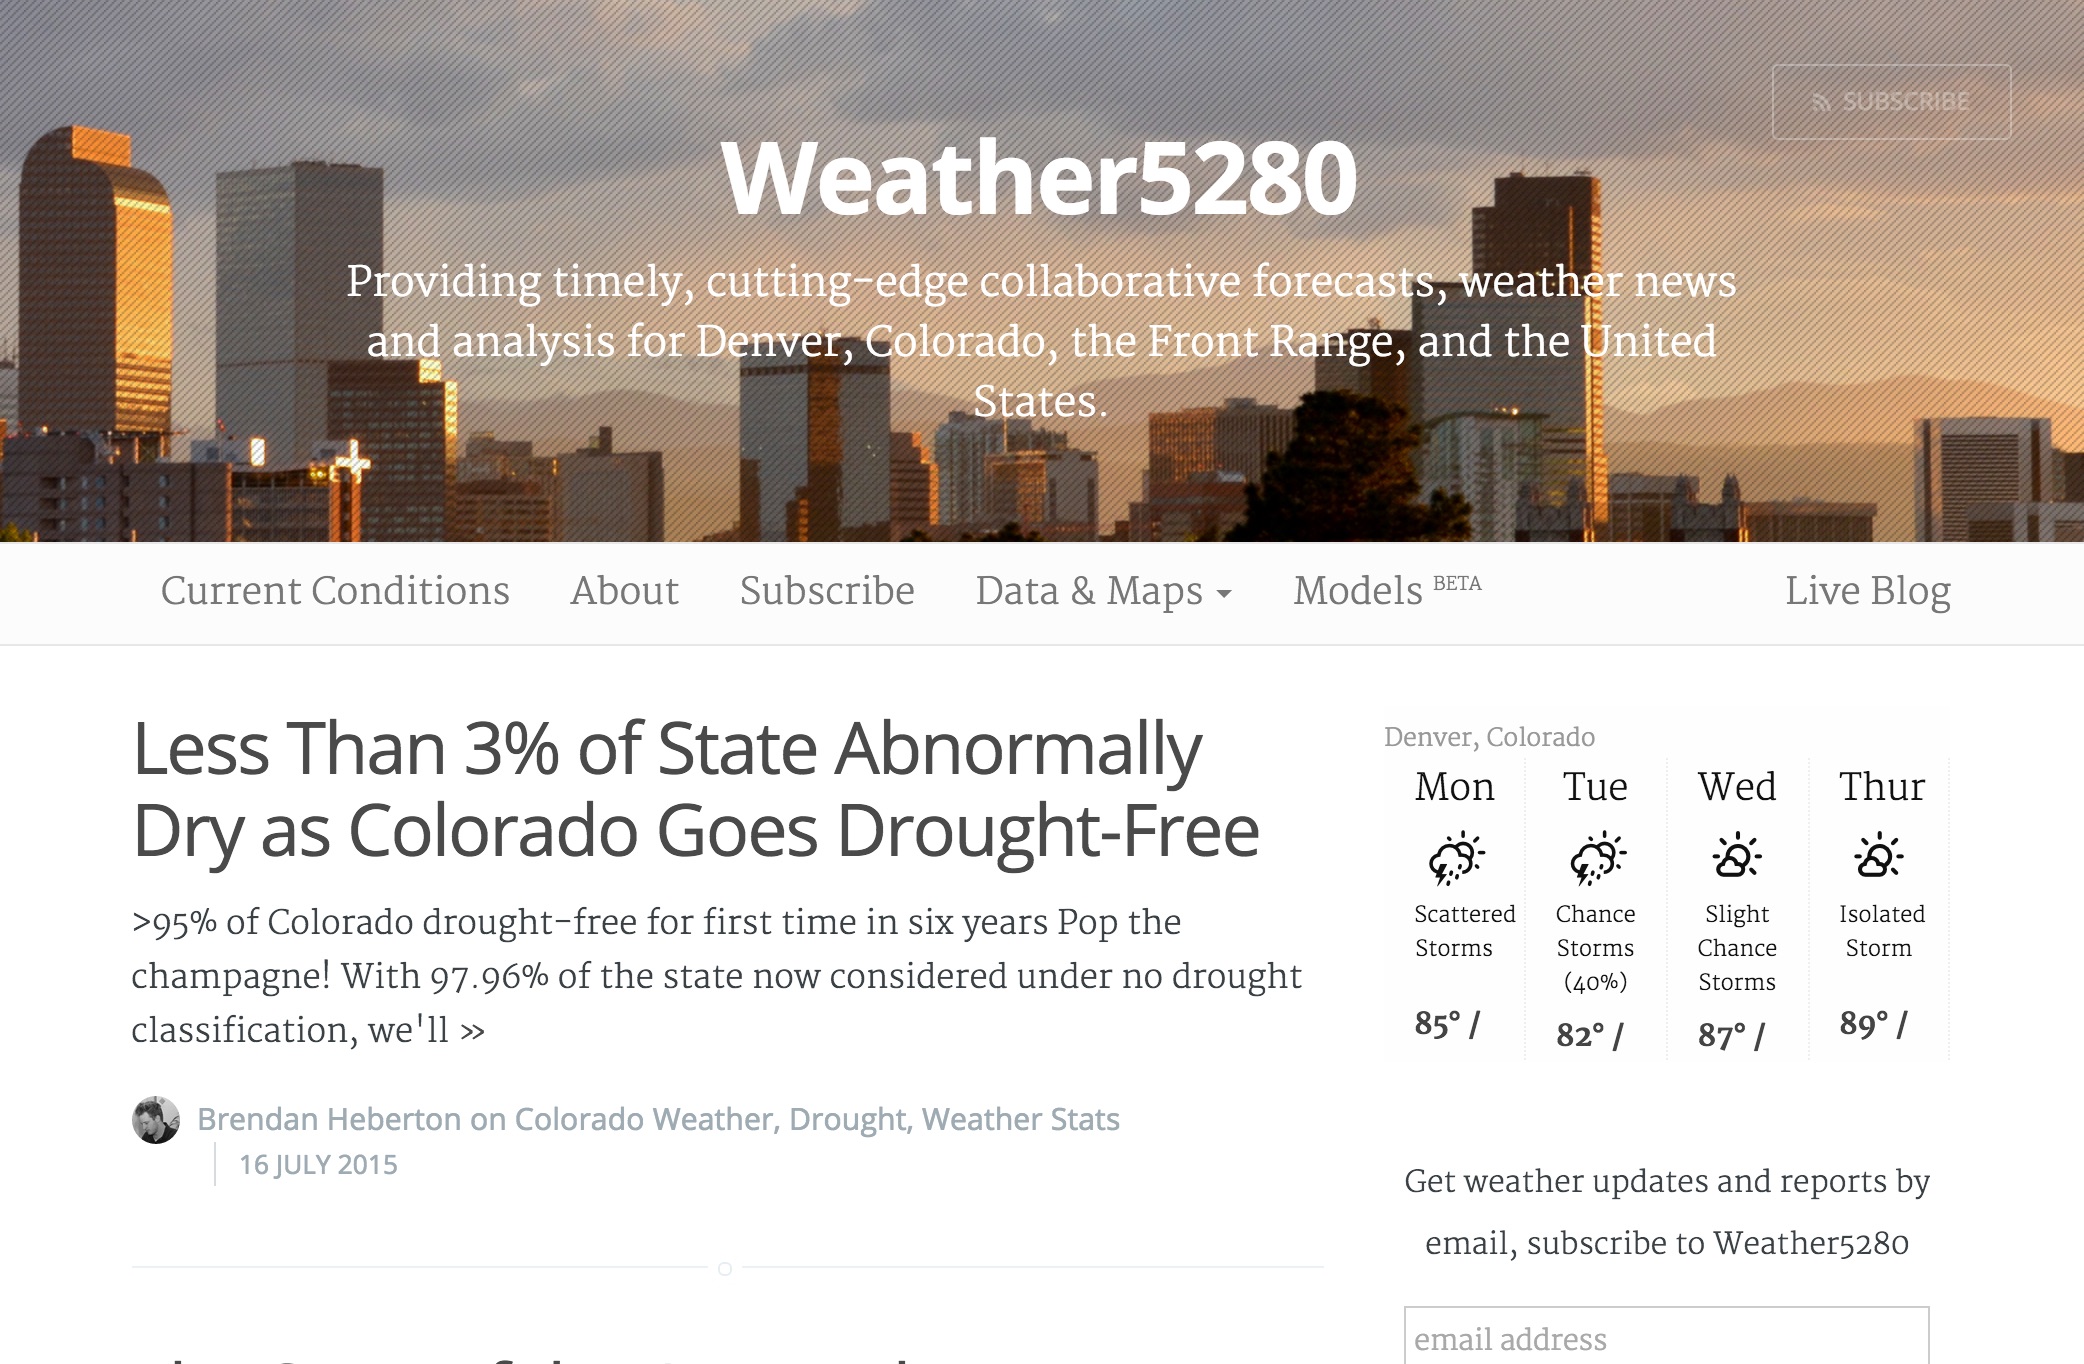 SUBSCRIBE
Weather5280
Providing timely, cutting-edge collaborative forecasts, weather news
and analysis for Denver, Colorado, the Front Range, and the United
States.
Current Conditions About Subscribe Data & Maps Models BETA Live Blog
Less Than 3% of State Abnormally
Dry as Colorado Goes Drought-Free
>95% of Colorado drought-free for first time in six years Pop the
champagne! With 97.96% of the state now considered under no drought
classification, we'll »
Brendan Heberton on Colorado Weather, Drought, Weather Stats
16 JULY 2015
Denver, Colorado
Mon
Scattered
Storms
85° /
Tue
Chance
Storms
(40%)
82° /
Wed
Slight
Chance
Storms
87° /
Thur
Isolated
Storm
89° /
Get weather updates and reports by
email, subscribe to Weather5280
email address